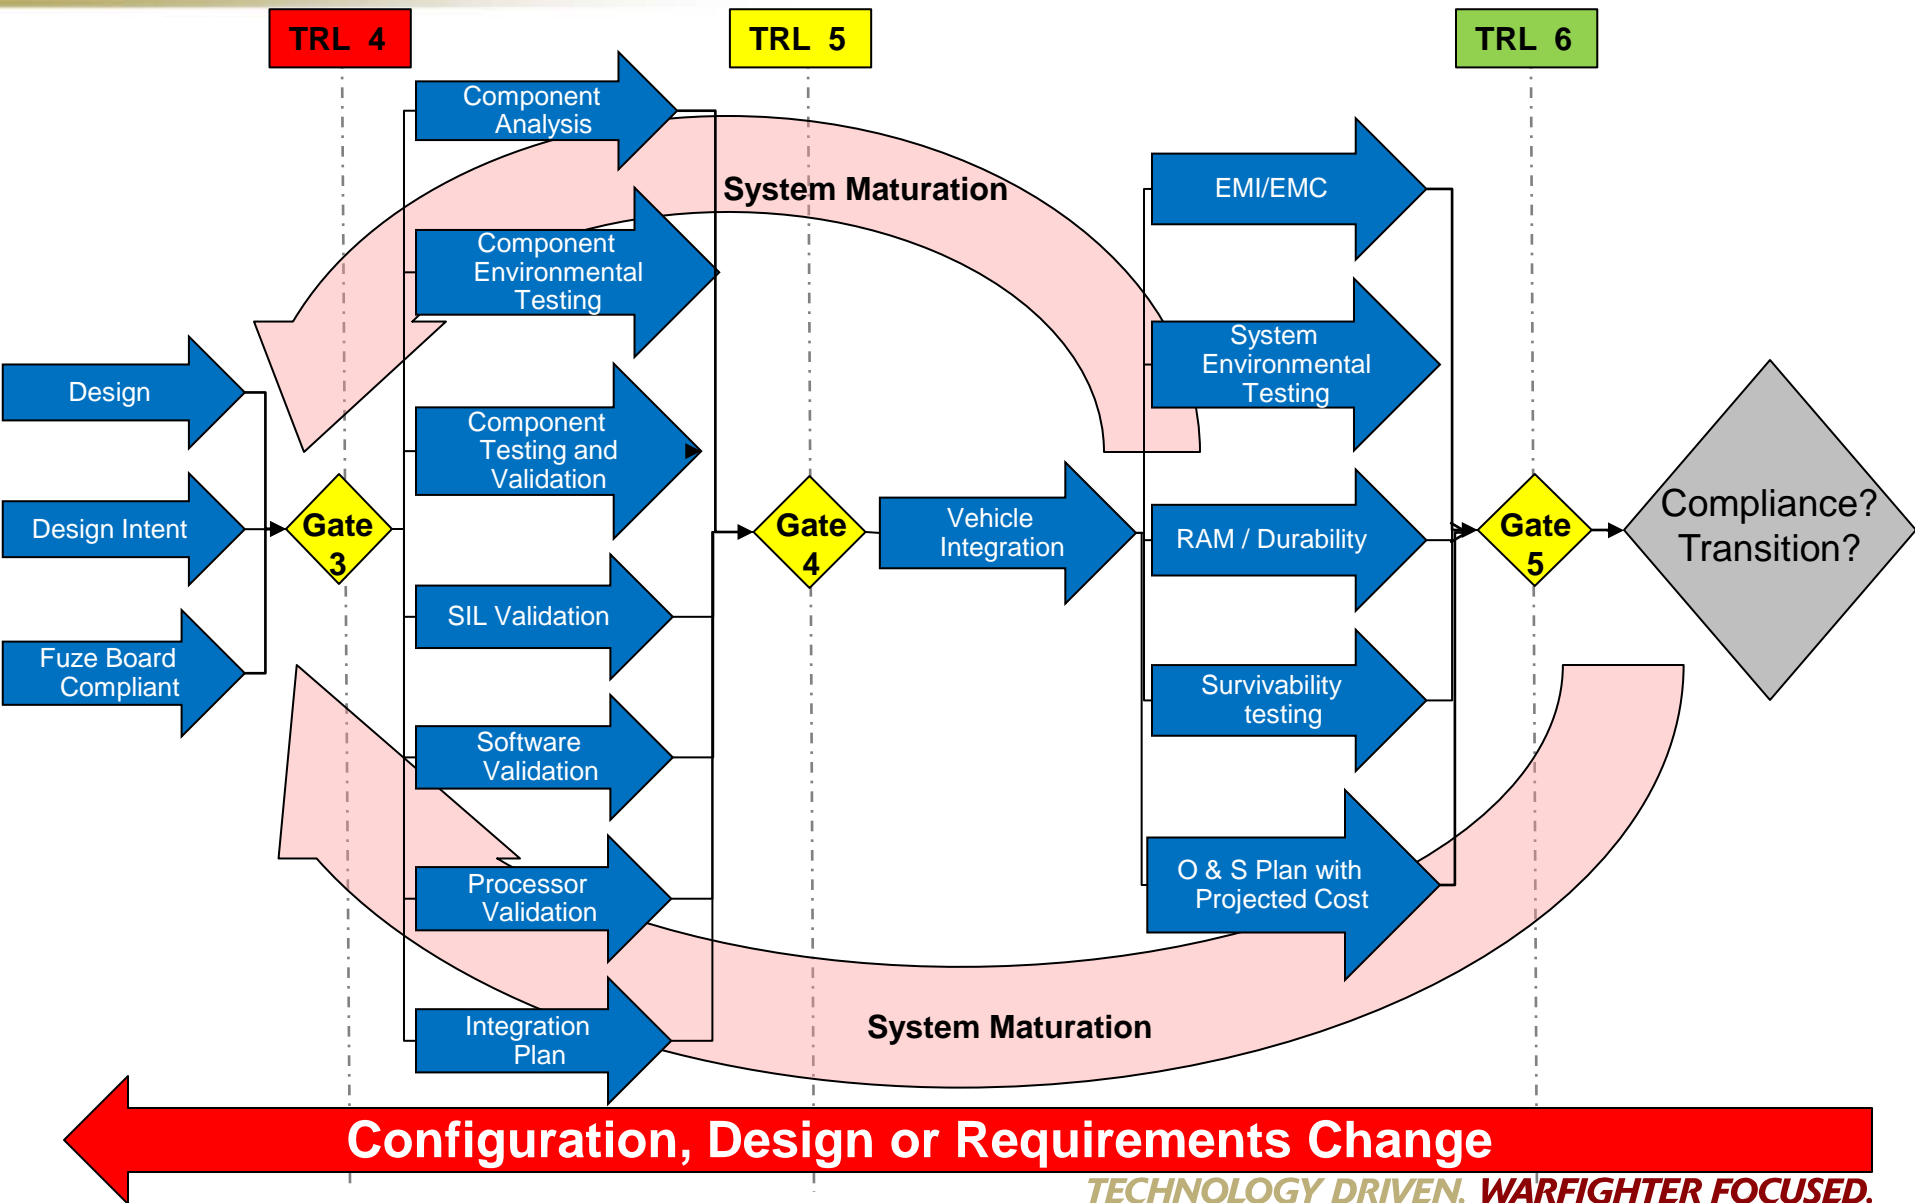 TRL 4
TRL 5
TRL 6
Component
Analysis
System Maturation
EMI/EMC
Component
Environmental
Testing
System
Environmental
Testing
Design
Component
Testing and
Validation
Design Intent
Gate
3
Gate
4
Vehicle
Integration
RAM / Durability
Gate
5
Compliance?
Transition?
SIL Validation
Fuze Board
Compliant
Survivability
testing
Software
Validation
Processor
Validation
O & S Plan with
Projected Cost
Integration
Plan
System Maturation
Configuration, Design or Requirements Change
TECHNOLOGY DRIVEN. WARFIGHTER FOCUSED.